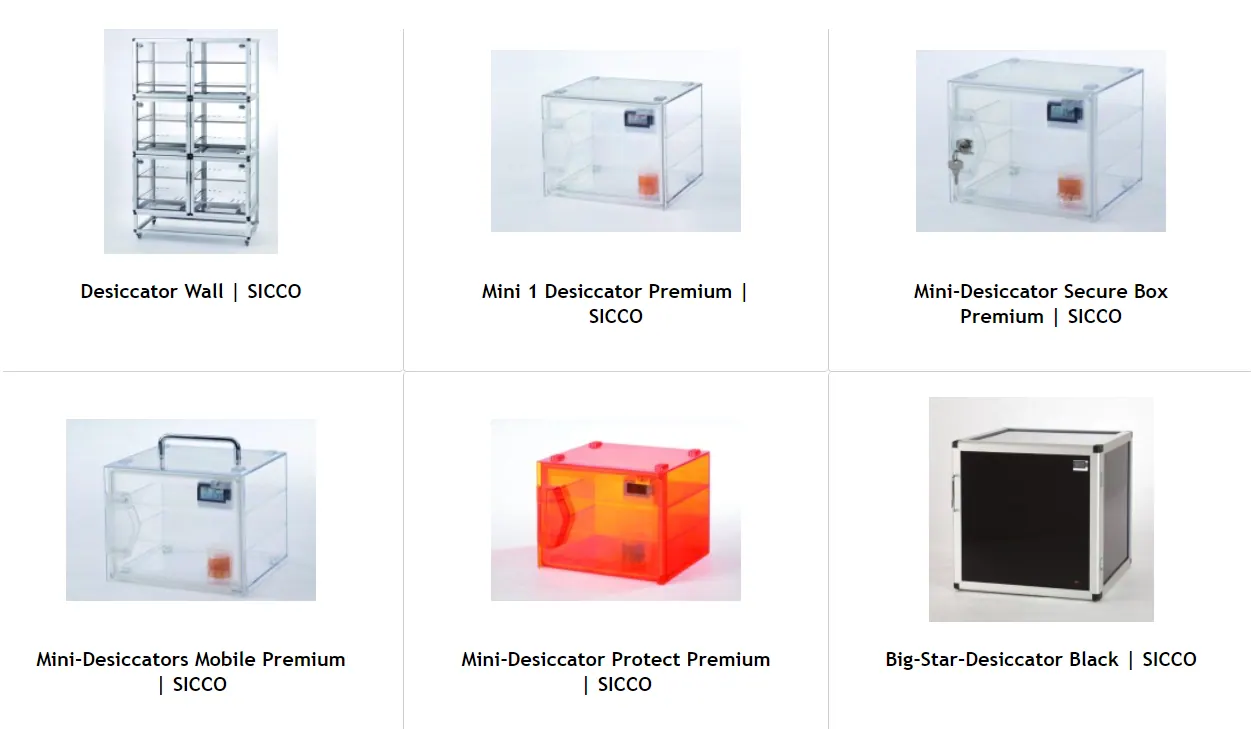 Desiccator Wall | SICCO
Mini 1 Desiccator Premium |
SICCO
Mini-Desiccator Secure Box
Premium | SICCO
Mini-Desiccators Mobile Premium
| SICCO
Mini-Desiccator Protect Premium
| SICCO
Big-Star-Desiccator Black | SICCO